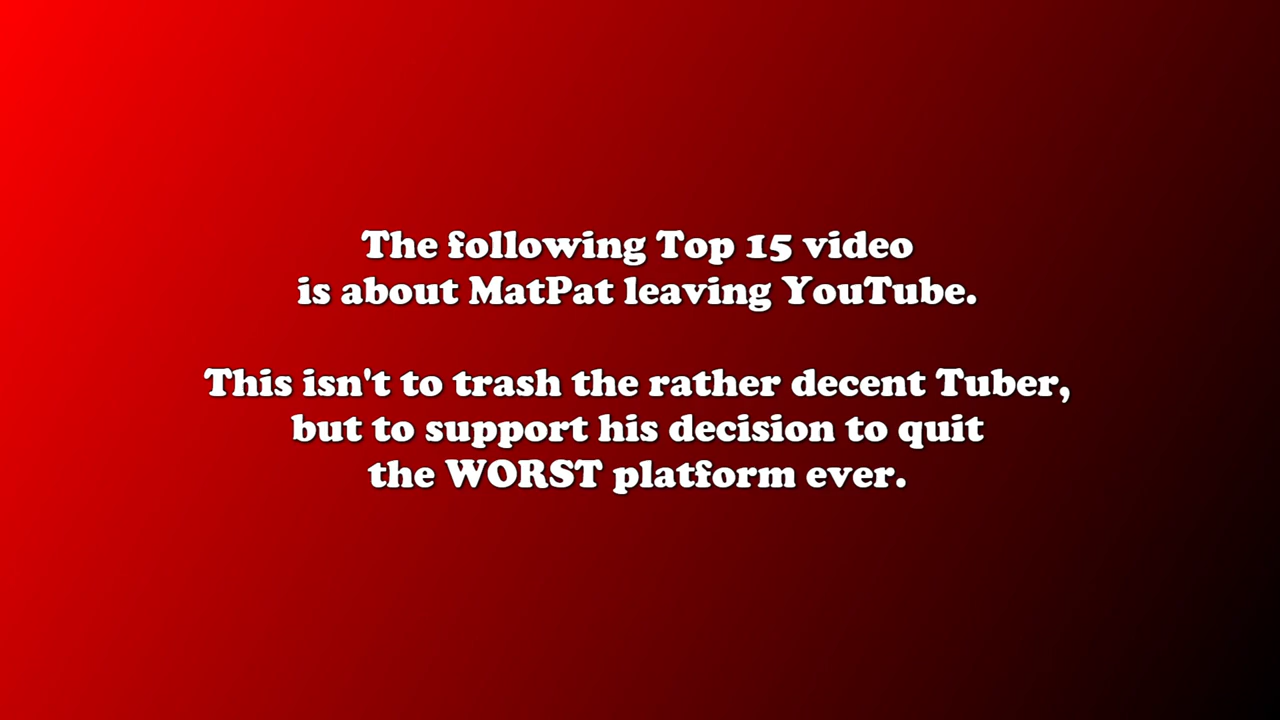 The following Top 15 video
is about MatPat leaving YouTube.
This isn't to trash the rather decent Tuber,
but to support his decision to quit
the WORST platform ever.